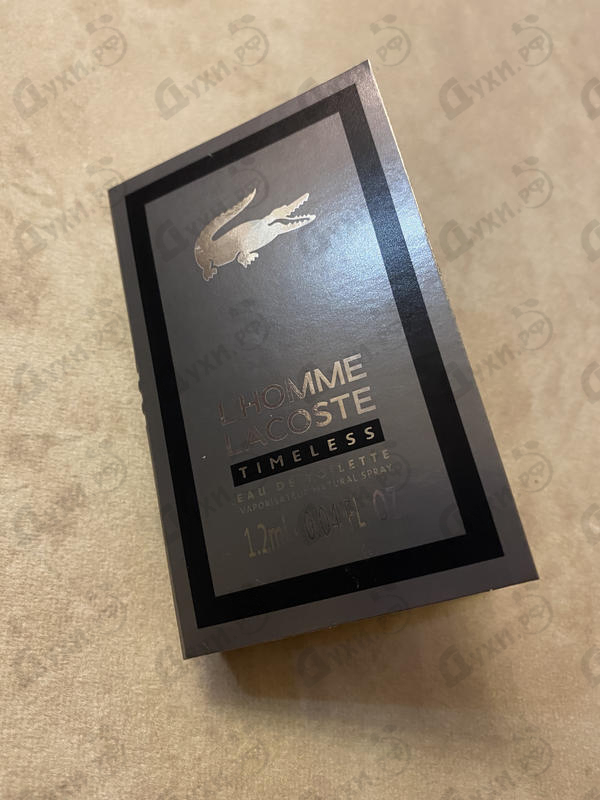 L'HOMME
LACOSTE
TIMELESS
EAU DE TOILETTE
VAPORISATEUR NATURAL SPRAY
1.2ml 0.04 FL OZ
Духи.рф